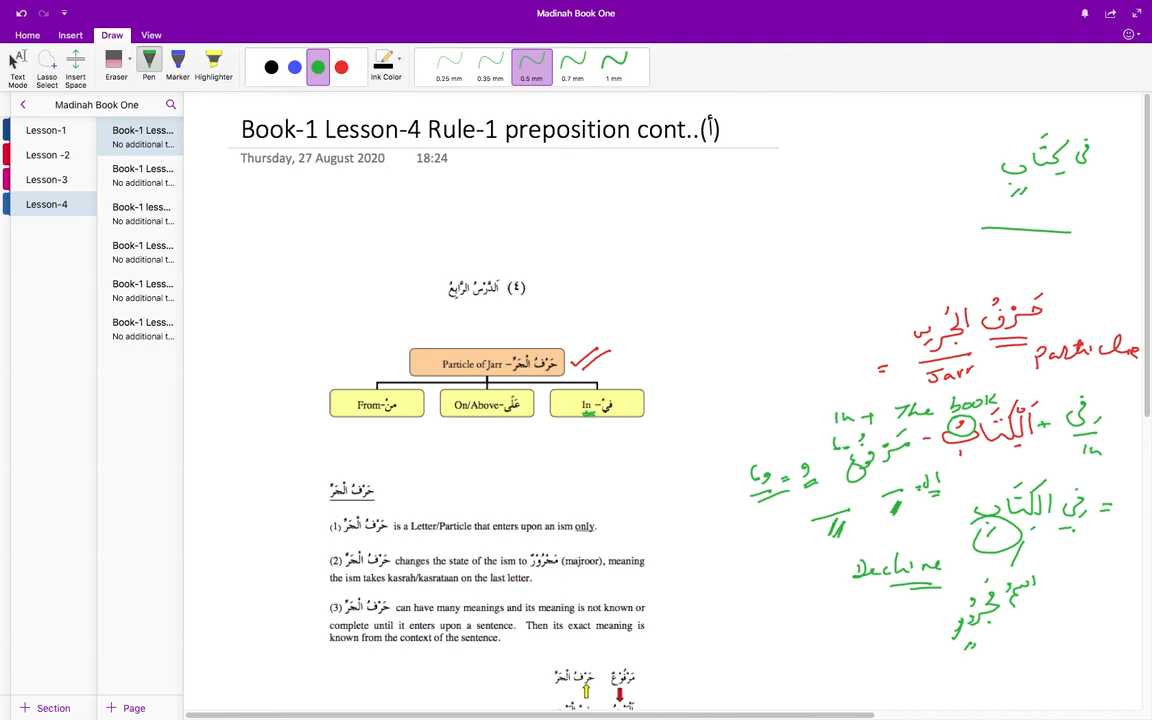 Madinah Book One
Home Insert Draw View
Text Mode
Lasso Select
Insert Space
Eraser
Pen
Marker
Highlighter
Ink Color
0.25 mm
0.35 mm
0.5 mm
0.7 mm
1 mm
Madinah Book One
Lesson-1
Lesson -2
Lesson-3
Lesson-4
Book-1 Less...
No additional t...
Book-1 Less...
No additional t...
Book-1 less...
No additional t...
Book-1 Less...
No additional t...
Book-1 Less...
No additional t...
Book-1 Less...
No additional t...
Section
Page
Book-1 Lesson-4 Rule-1 preposition cont..(أ)
Thursday, 27 August 2020 18:24
(٤) اَلدَّرْسُ الرَّابِعُ
Particle of Jarr –حَرْفُ الْجَرِّ
From-مِنْ
On/Above-عَلَى
In –فِيْ
حَرْفُ الْجَرِّ
(1) حَرْفُ الْجَرِّ is a Letter/Particle that enters upon an ism only.
(2) حَرْفُ الْجَرِّ changes the state of the ism to مَجْرُوْرٌ (majroor), meaning
the ism takes kasrah/kasrataan on the last letter.
(3) حَرْفُ الْجَرِّ can have many meanings and its meaning is not known or
complete until it enters upon a sentence. Then its exact meaning is
known from the context of the sentence.
حَرْفُ الْجَرِّ مَرْفُوْعٌ
فِي كِتَابٍ
حَرْفُ الْجَرِّ
= Jarr
In + The book
فِي + اَلْكِتَابُ - مَرْفُوعٌ
In
= فِي الْكِتَابِ
Decline